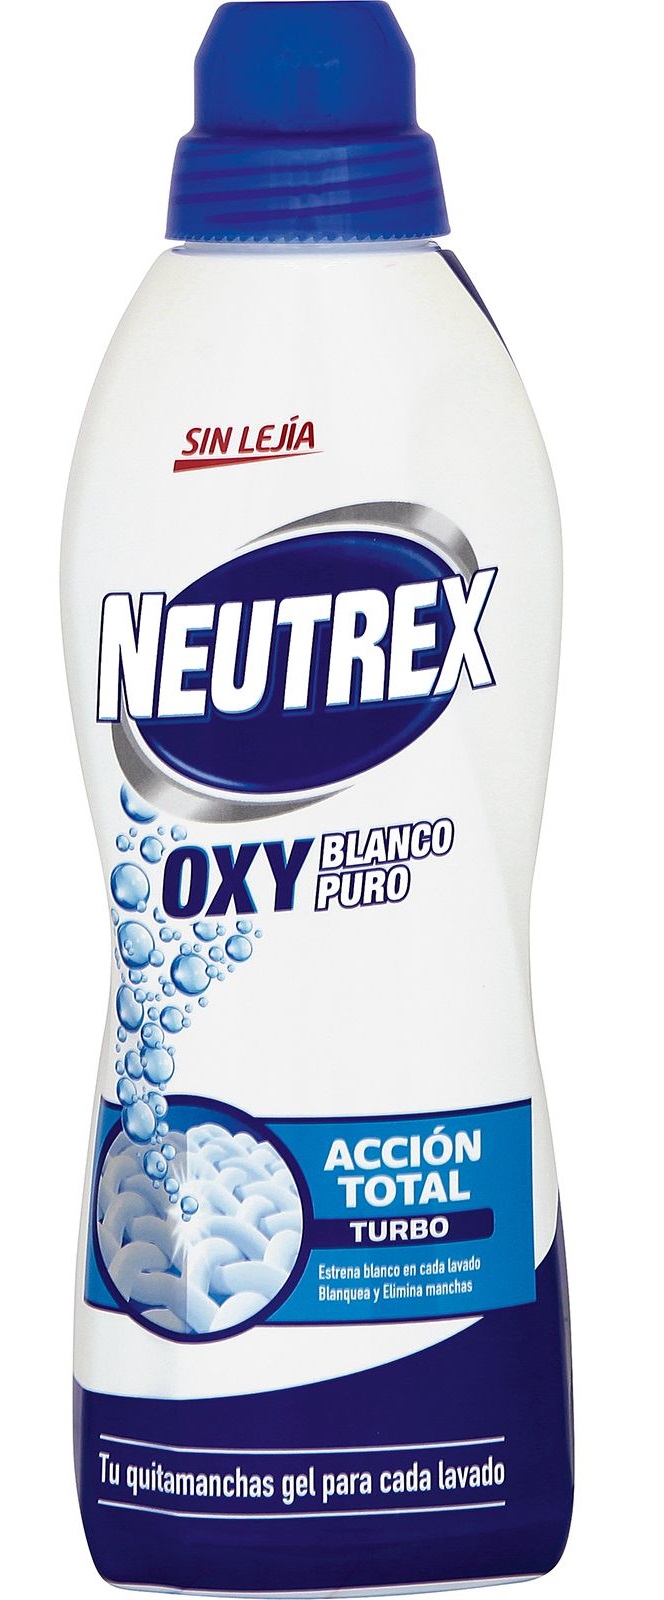 SIN LEJÍA
NEUTREX
OXY BLANCO
PURO
ACCIÓN
TOTAL
TURBO
Estrena blanco en cada lavado
Blanquea y Elimina manchas
Tu quitamanchas gel para cada lavado